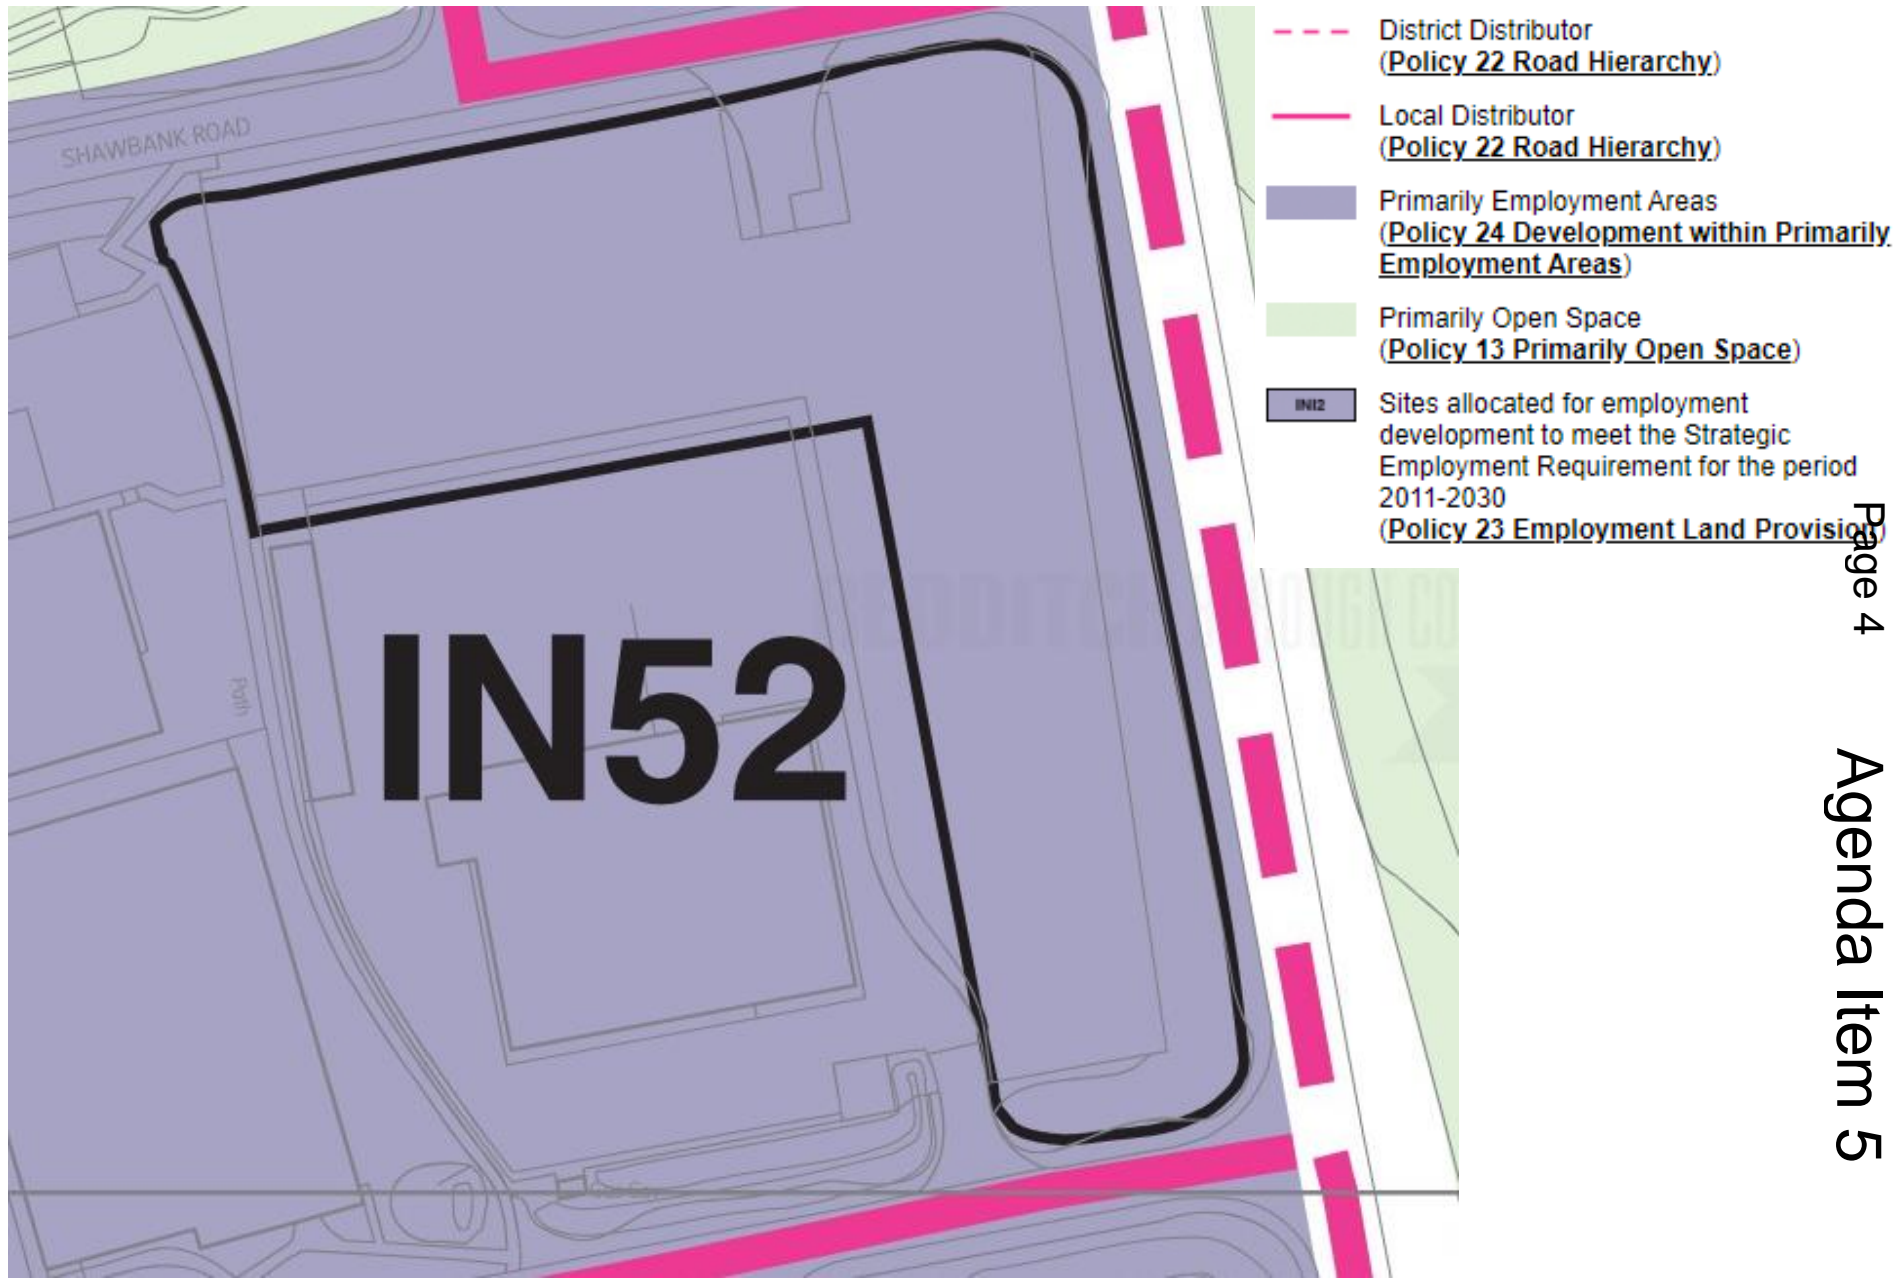 District Distributor
(Policy 22 Road Hierarchy)
Local Distributor
(Policy 22 Road Hierarchy)
Primarily Employment Areas
(Policy 24 Development within Primarily
Employment Areas)
Primarily Open Space
(Policy 13 Primarily Open Space)
INI2
Sites allocated for employment
development to meet the Strategic
Employment Requirement for the period
2011-2030
(Policy 23 Employment Land Provision)
SHAWBANK ROAD
Path
IN52
Page 4
Agenda Item 5